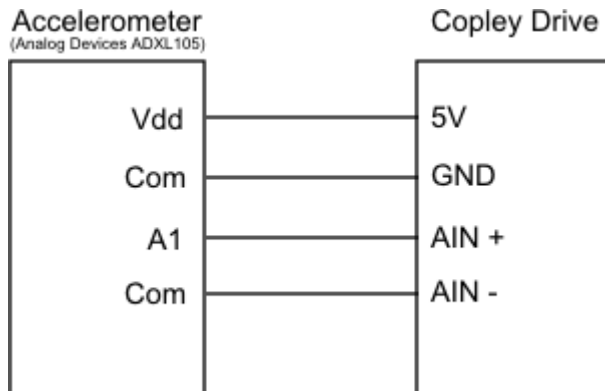 Accelerometer
(Analog Devices ADXL105)
Copley Drive
Vdd
5V
Com
GND
A1
AIN +
Com
AIN -